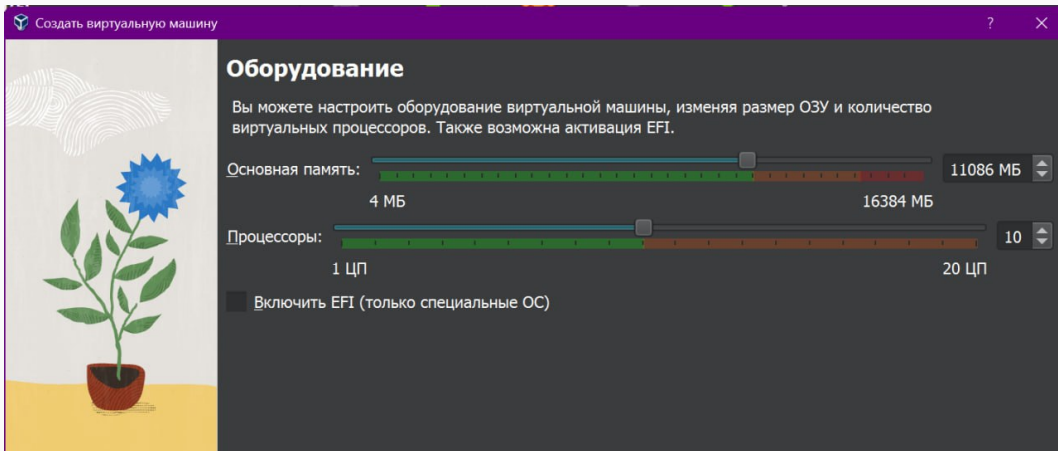 Создать виртуальную машину
?
Оборудование
Вы можете настроить оборудование виртуальной машины, изменяя размер ОЗУ и количество
виртуальных процессоров. Также возможна активация EFI.
Основная память:
11086 МБ
4 МБ
16384 МБ
Процессоры:
10
1 ЦП
20 ЦП
Включить EFI (только специальные ОС)